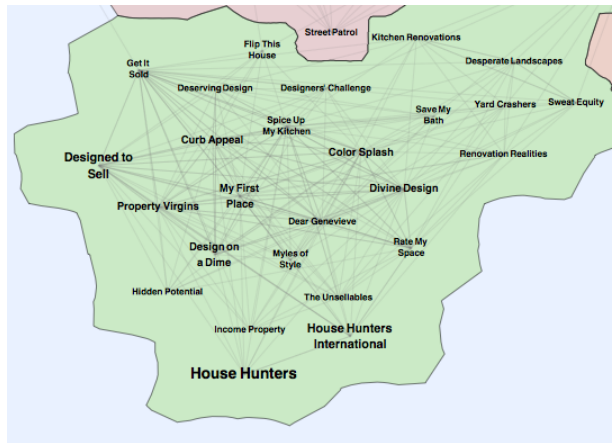 Street Patrol
Kitchen Renovations
Flip This
House
Get It
Sold
Desperate Landscapes
Deserving Design
Designers' Challenge
Save My
Bath
Yard Crashers
Sweat Equity
Spice Up
My Kitchen
Curb Appeal
Color Splash
Renovation Realities
Designed to
Sell
My First
Place
Divine Design
Property Virgins
Dear Genevieve
Design on
a Dime
Myles of
Style
Rate My
Space
Hidden Potential
The Unsellables
Income Property
House Hunters
International
House Hunters